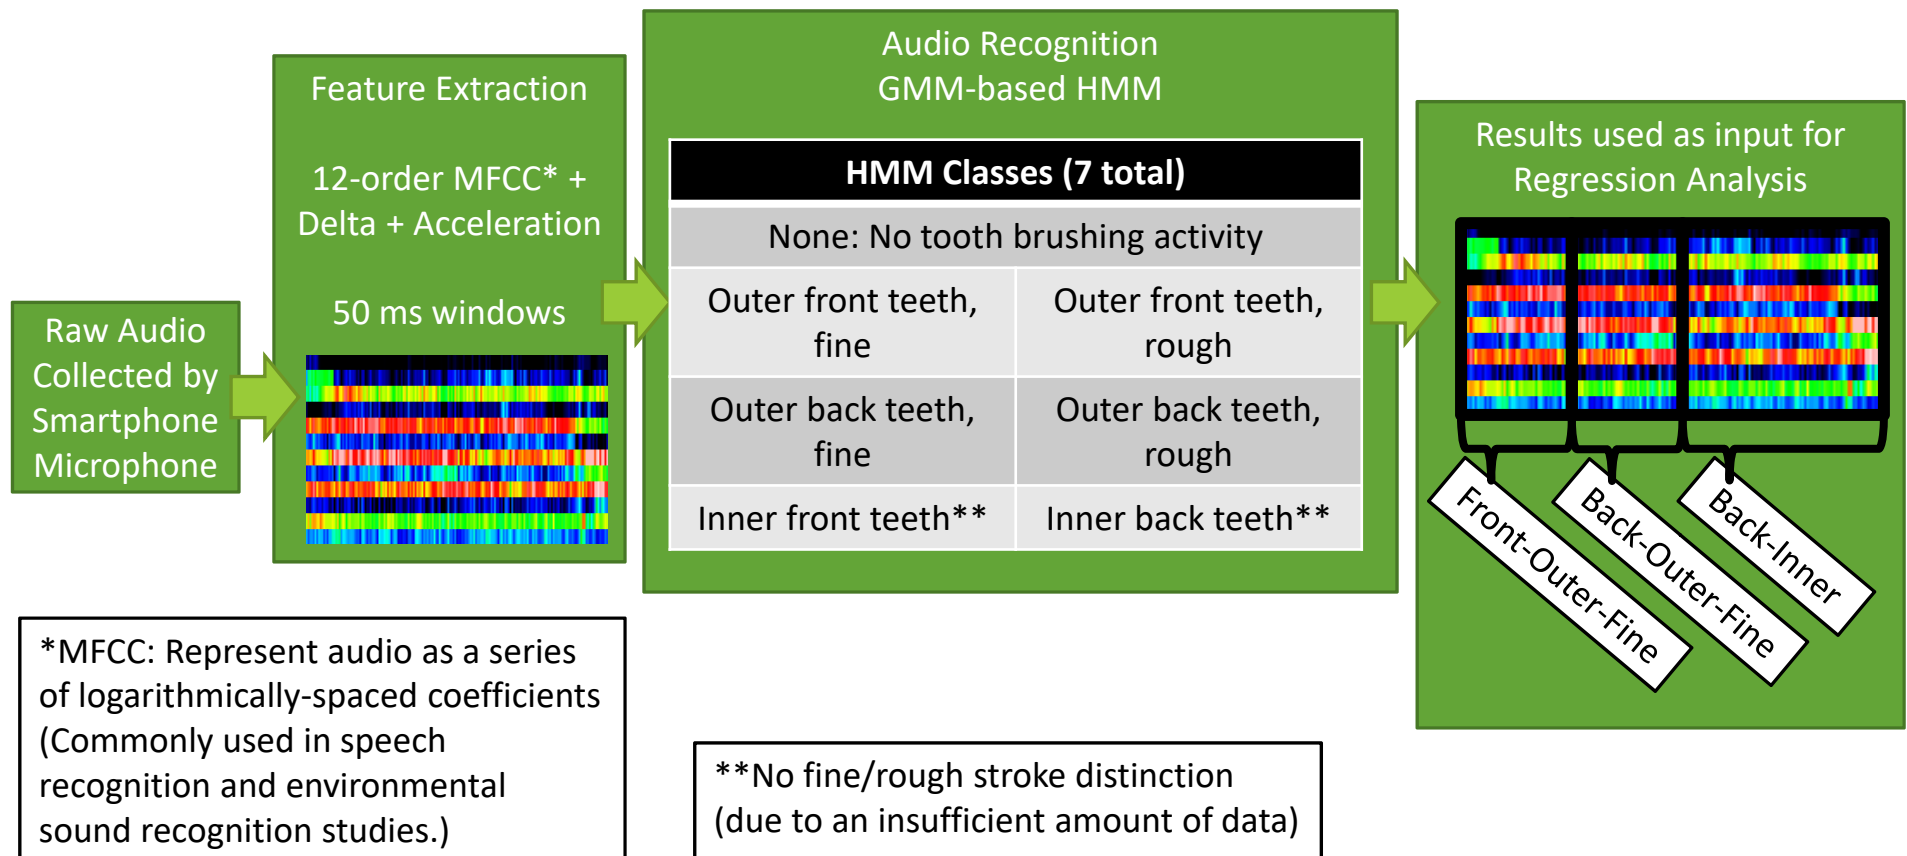 Raw Audio
Collected by
Smartphone
Microphone
Feature Extraction
12-order MFCC* +
Delta + Acceleration
50 ms windows
Audio Recognition
GMM-based HMM
HMM Classes (7 total)
None: No tooth brushing activity
Outer front teeth,
fine
Outer front teeth,
rough
Outer back teeth,
fine
Outer back teeth,
rough
Inner front teeth**
Inner back teeth**
Results used as input for
Regression Analysis
Front-Outer-Fine
Back-Outer-Fine
Back-Inner
*MFCC: Represent audio as a series
of logarithmically-spaced coefficients
(Commonly used in speech
recognition and environmental
sound recognition studies.)
**No fine/rough stroke distinction
(due to an insufficient amount of data)